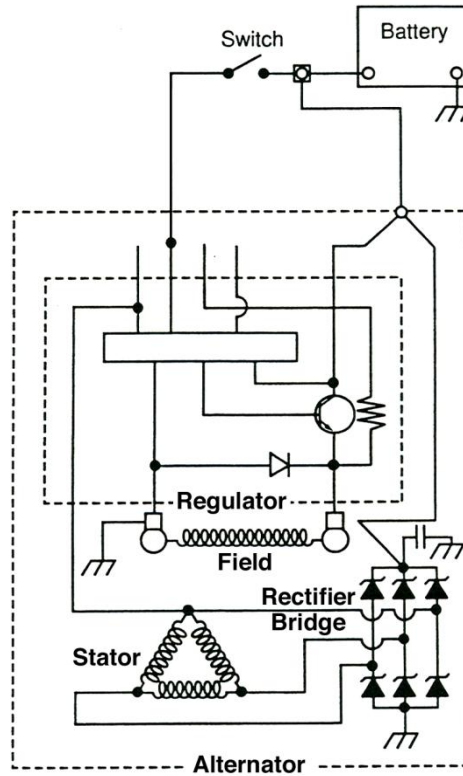 Switch
Battery
Regulator
Field
Rectifier
Bridge
Stator
Alternator